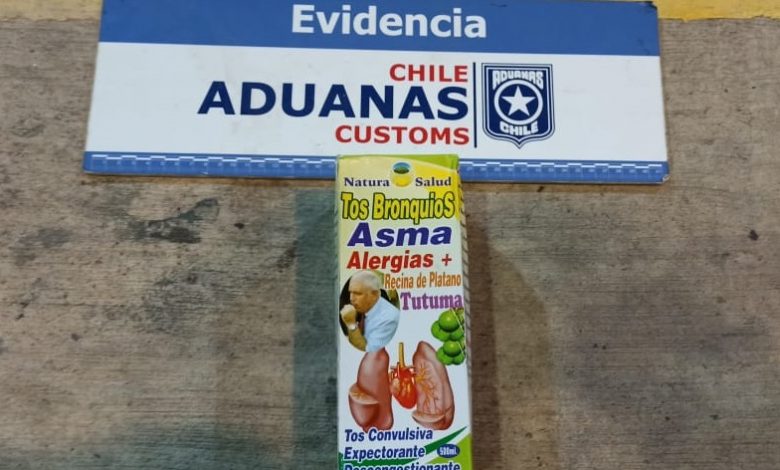 Evidencia
CHILE
ADUANAS
CUSTOMS
ADUANAS
CHILE
Natura Salud
Tos BronquioS
Asma
Alergias +
Recina de Platano
Tutuma
Tos Convulsiva
Expectorante
500ml.
Descongestionante